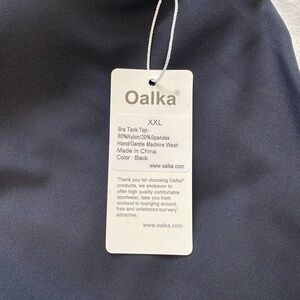 Oalka®
XXL
Bra Tank Top-
80%Nylon/20%Spandex
Hand/Gentle Machine Wash
Made in China
Color : Black
www.oalka.com
Thank you for choosing Oalka®
products, we endeavor to
offer high quality comfortable
sportwear, take you from
workout to lounging around,
free and unfettered but very
attractive.
www.oalka.com